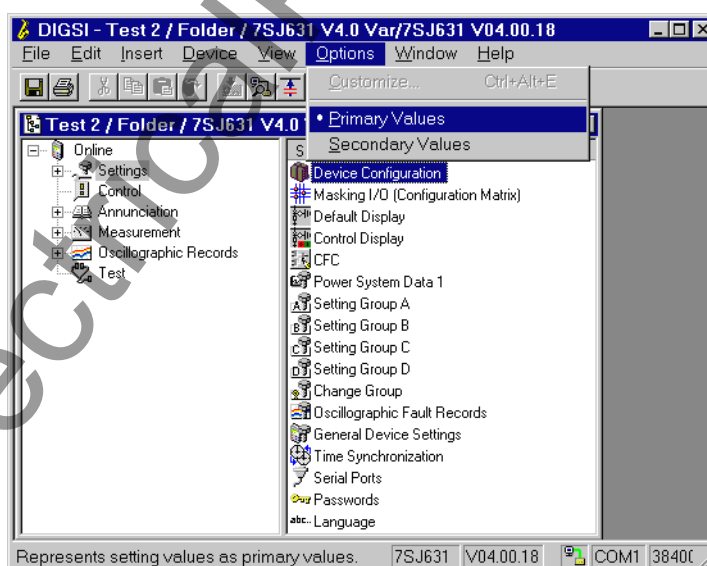 DIGSI - Test 2 / Folder / 7SJ631 V4.0 Var/7SJ631 V04.00.18
File Edit Insert Device View Options Window Help
Customize... Ctrl+Alt+E
• Primary Values
Secondary Values
Test 2 / Folder / 7SJ631 V4.0
Online
Settings
Control
Annunciation
Measurement
Oscillographic Records
Test
S
Device Configuration
Masking I/O (Configuration Matrix)
Default Display
Control Display
CFC
Power System Data 1
Setting Group A
Setting Group B
Setting Group C
Setting Group D
Change Group
Oscillographic Fault Records
General Device Settings
Time Synchronization
Serial Ports
Passwords
abc.. Language
Represents setting values as primary values. 7SJ631 V04.00.18 COM1 3840